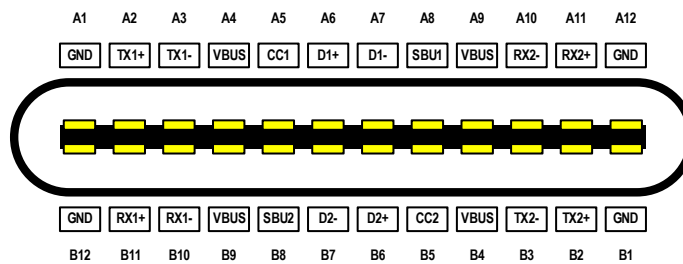 A1 A2 A3 A4 A5 A6 A7 A8 A9 A10 A11 A12
GND TX1+ TX1- VBUS CC1 D1+ D1- SBU1 VBUS RX2- RX2+ GND
GND RX1+ RX1- VBUS SBU2 D2- D2+ CC2 VBUS TX2- TX2+ GND
B12 B11 B10 B9 B8 B7 B6 B5 B4 B3 B2 B1